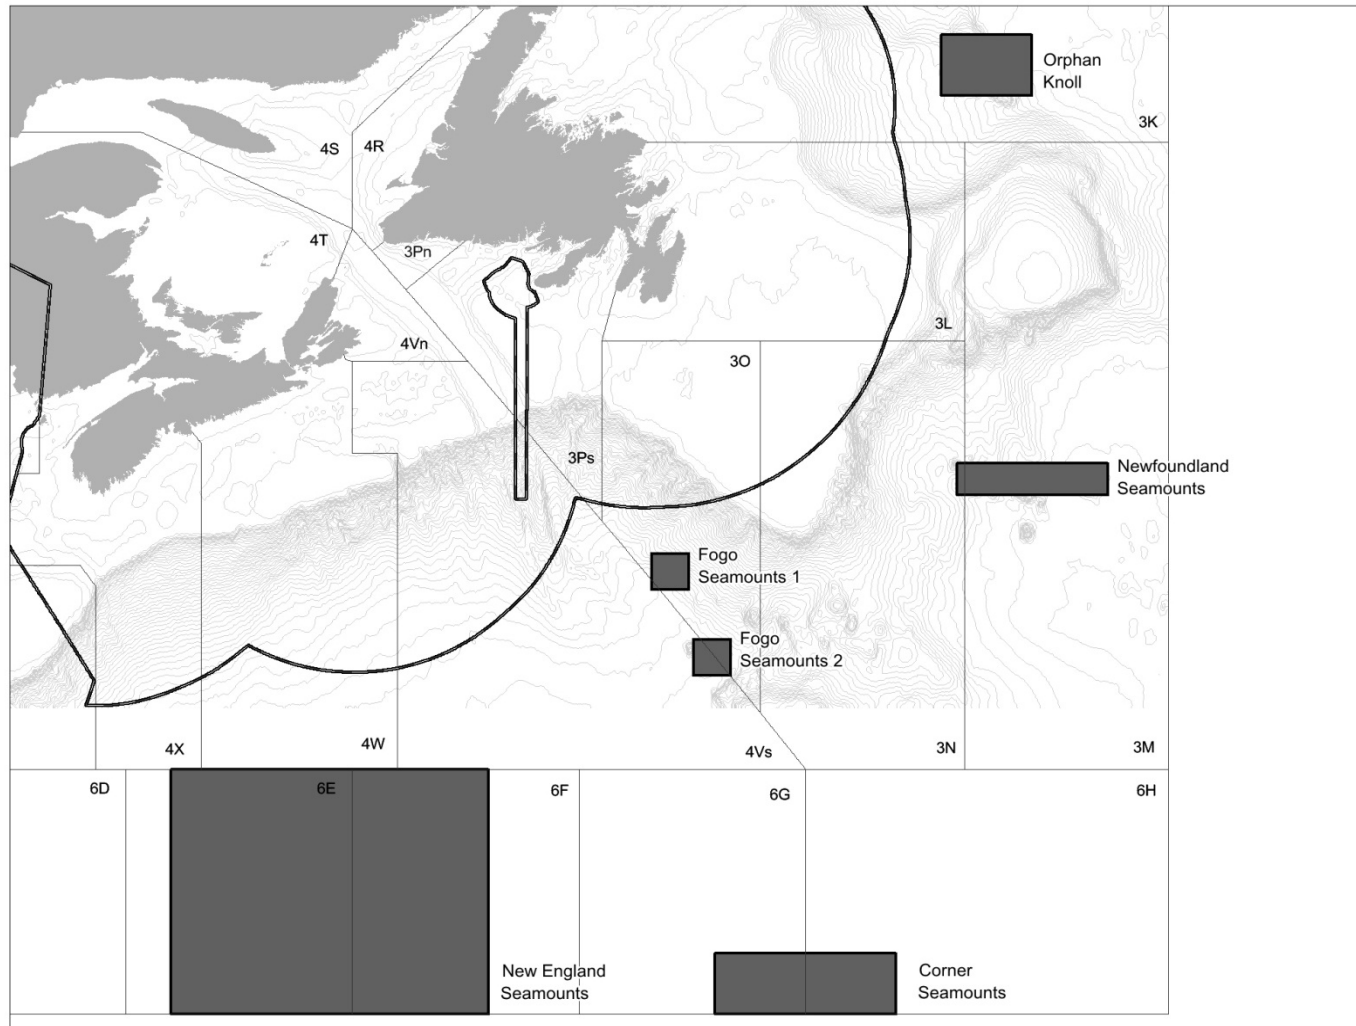 Orphan
Knoll
3K
4S
4R
4T
3Pn
3L
4Vn
3O
3Ps
Newfoundland
Seamounts
Fogo
Seamounts 1
Fogo
Seamounts 2
4X
4W
4Vs
3N
3M
6D
6E
6F
6G
6H
New England
Seamounts
Corner
Seamounts